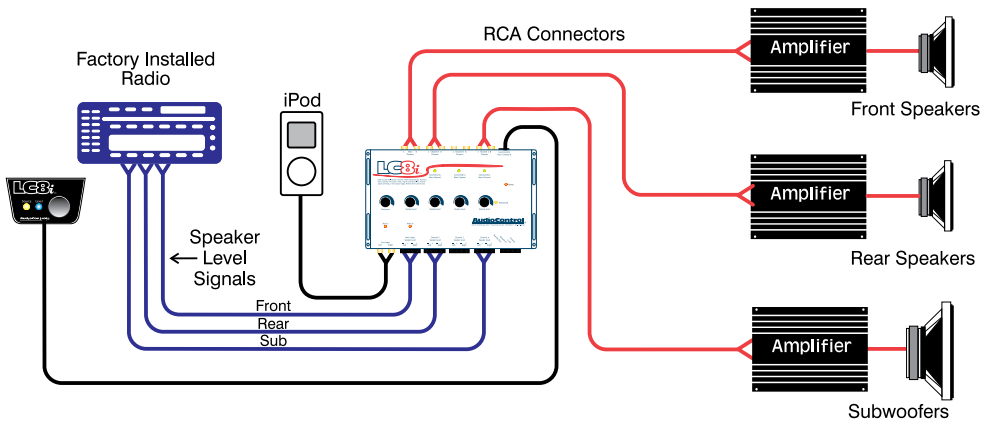 RCA Connectors
Amplifier
Front Speakers
Factory Installed
Radio
iPod
LC8i
AudioControl
LC8i
Amplifier
Rear Speakers
Speaker
Level
Signals
Front
Rear
Sub
Amplifier
Subwoofers